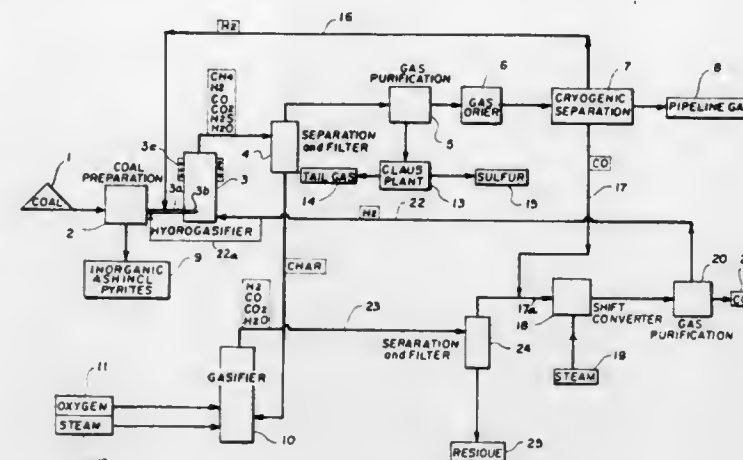 16
H2
CH4
H2
CO
CO2
H2S
H2O
GAS
PURIFICATION
6
7
8
GAS
DRIER
CRYOGENIC
SEPARATION
PIPELINE GA
5
4
SEPARATION
and FILTER
1
COAL
PREPARATION
3
3a
3b
COAL
2
TAIL GAS
CLAUS
PLANT
SULFUR
14
13
15
CO
17
22
H2
HYDROGASIFIER
22a
9
INORGANIC
ASH INCL
PYRITES
CHAR
H2
CO
CO2
H2O
23
20
17a
18
SHIFT
CONVERTER
GAS
PURIFICATION
SEPARATION
and FILTER
24
19
STEAM
GASIFIER
11
OXYGEN
STEAM
10
RESIDUE
25